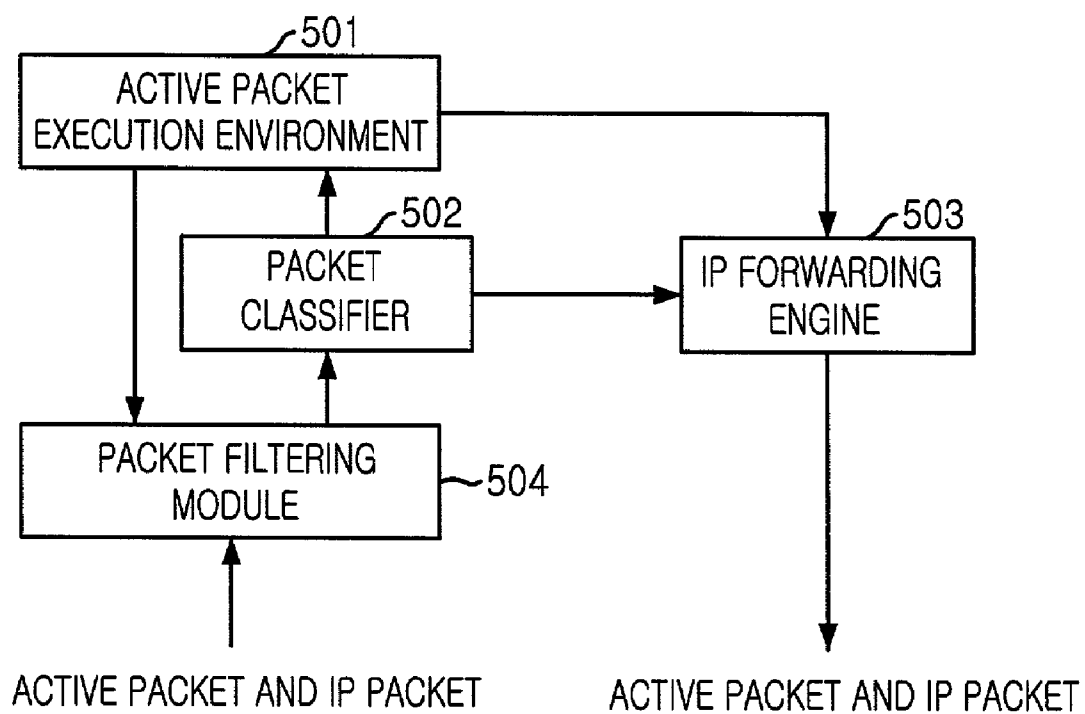 501
ACTIVE PACKET
EXECUTION ENVIRONMENT
502
503
PACKET
CLASSIFIER
IP FORWARDING
ENGINE
PACKET FILTERING
MODULE
504
ACTIVE PACKET AND IP PACKET
ACTIVE PACKET AND IP PACKET